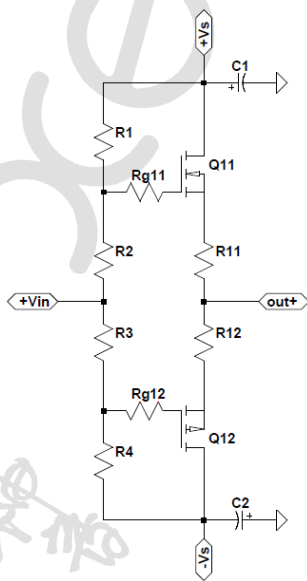 +Vs
C1
+
R1
Q11
Rg11
R2
R11
+Vin
out+
R3
R12
Rg12
Q12
R4
C2
+
-Vs